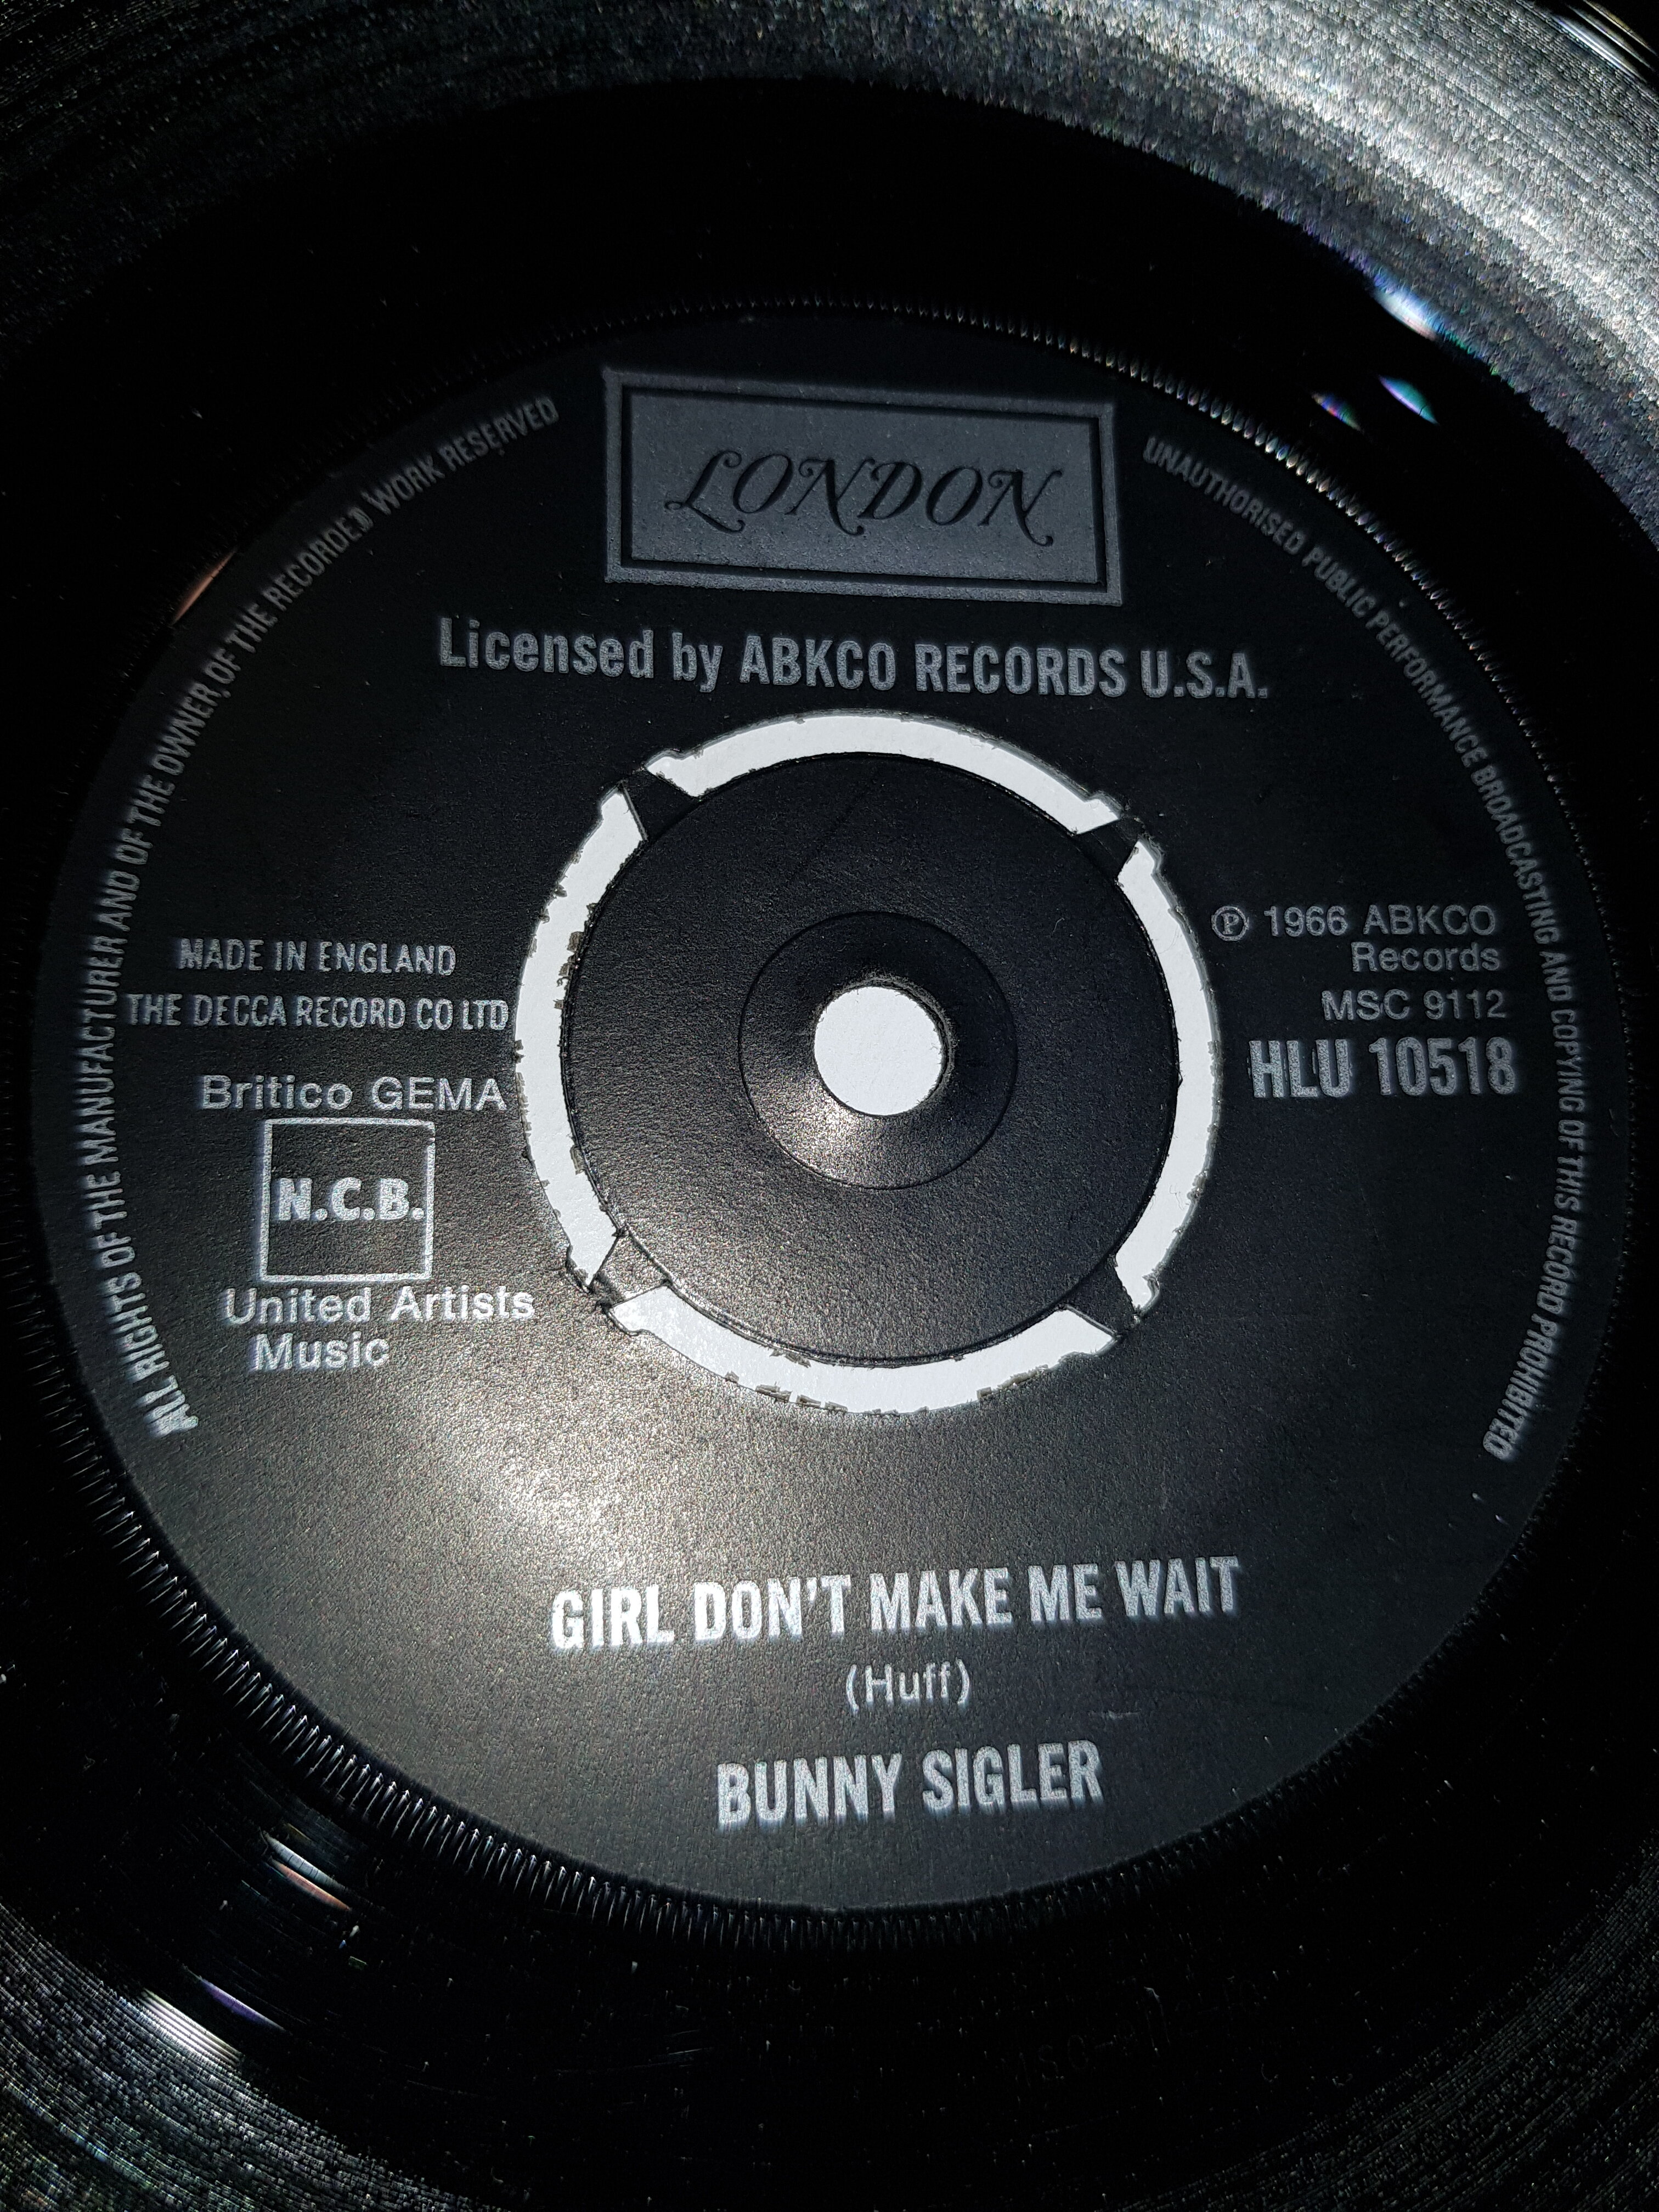 LONDON
ALL RIGHTS OF THE MANUFACTURER AND OF THE OWNER OF THE RECORDED WORK RESERVED
UNAUTHORISED PUBLIC PERFORMANCE BROADCASTING AND COPYING OF THIS RECORD PROHIBITED
Licensed by ABKCO RECORDS U.S.A.
MADE IN ENGLAND
THE DECCA RECORD CO LTD
Britico GEMA
N.C.B.
United Artists
Music
℗ 1966 ABKCO
Records
MSC 9112
HLU 10518
GIRL DON'T MAKE ME WAIT
(Huff)
BUNNY SIGLER